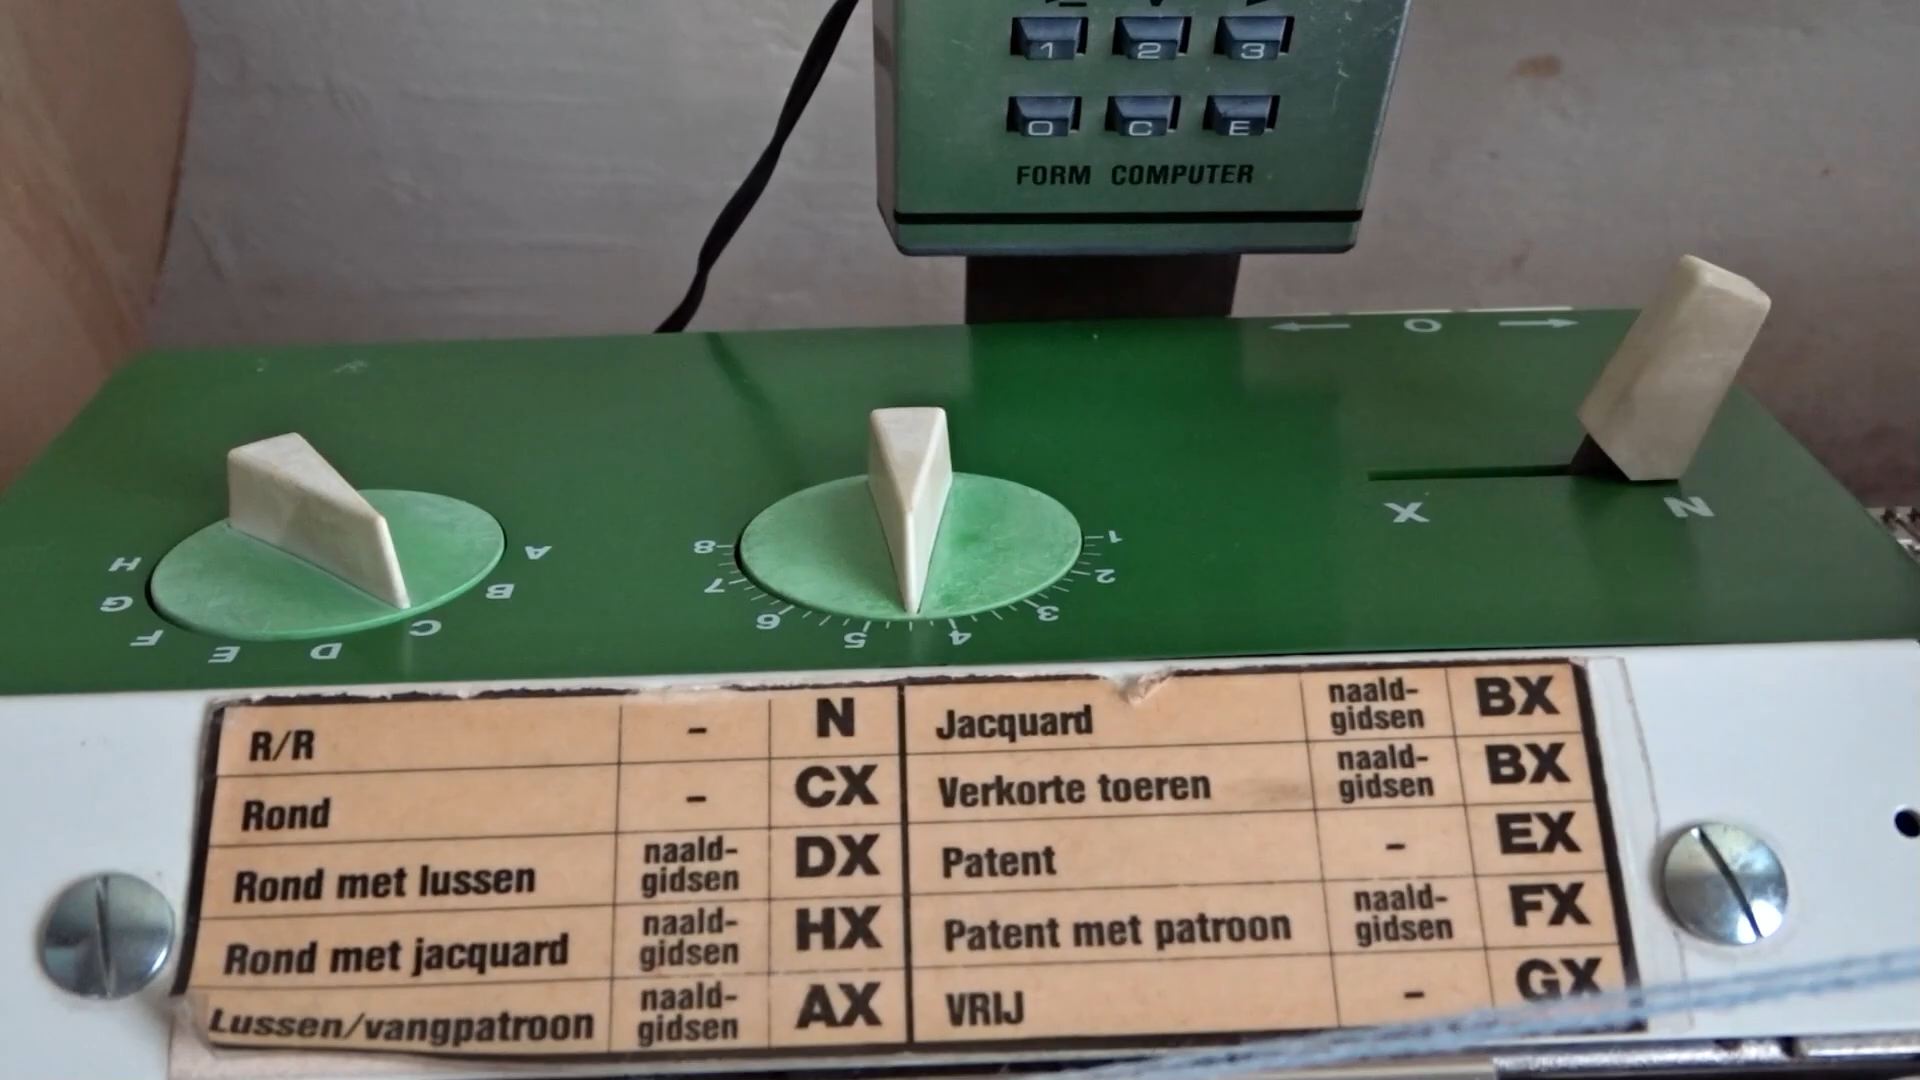 1 2 3
0 C E
FORM COMPUTER
← O →
X N
A B C D E F G H
1 2 3 4 5 6 7 8
R/R - N
Rond - CX
Rond met lussen naald-gidsen DX
Rond met jacquard naald-gidsen HX
Lussen/vangpatroon naald-gidsen AX
Jacquard naald-gidsen BX
Verkorte toeren naald-gidsen BX
Patent - EX
Patent met patroon naald-gidsen FX
VRIJ - GX